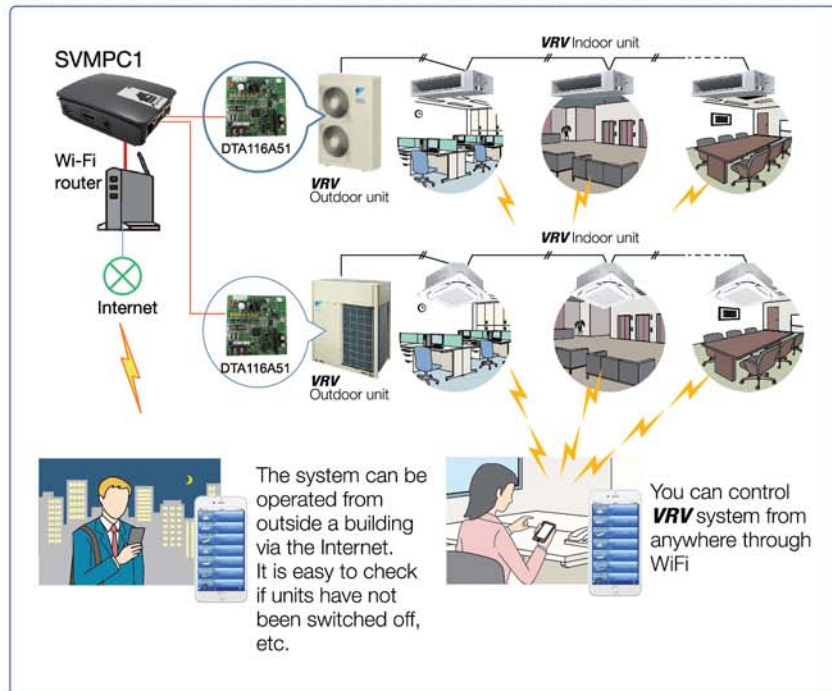 SVMPC1
Wi-Fi
router
Internet
DTA116A51
VRV
Outdoor unit
VRV Indoor unit
DTA116A51
VRV
Outdoor unit
VRV Indoor unit
The system can be
operated from
outside a building
via the Internet.
It is easy to check
if units have not
been switched off,
etc.
You can control
VRV system from
anywhere through
WiFi